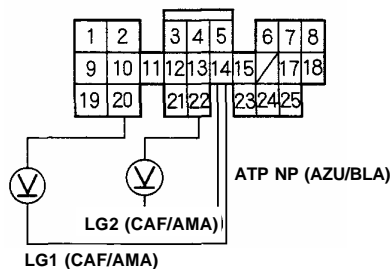 1 2 3 4 5 6 7 8
9 10 11 12 13 14 15 17 18
19 20 21 22 23 24 25
V V
ATP NP (AZU/BLA)
LG2 (CAF/AMA)
LG1 (CAF/AMA)